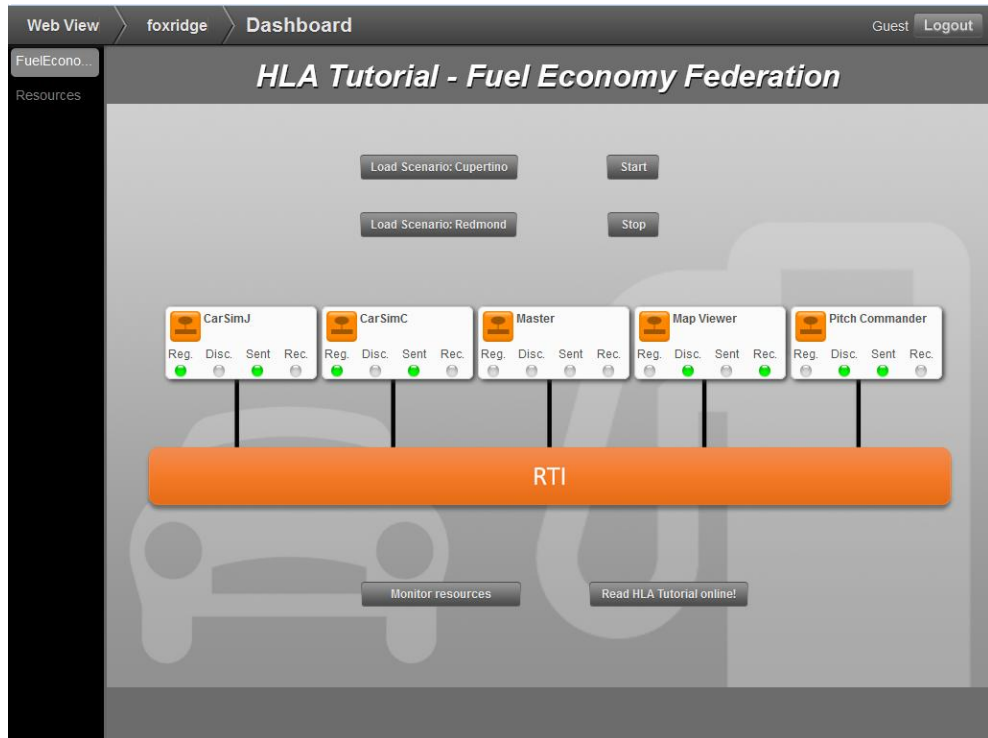 Web View foxridge Dashboard Guest Logout
FuelEcono...
Resources
HLA Tutorial - Fuel Economy Federation
Load Scenario: Cupertino Start
Load Scenario: Redmond Stop
CarSimJ CarSimC Master Map Viewer Pitch Commander
Reg. Disc. Sent Rec. Reg. Disc. Sent Rec. Reg. Disc. Sent Rec. Reg. Disc. Sent Rec. Reg. Disc. Sent Rec.
RTI
Monitor resources Read HLA Tutorial online!